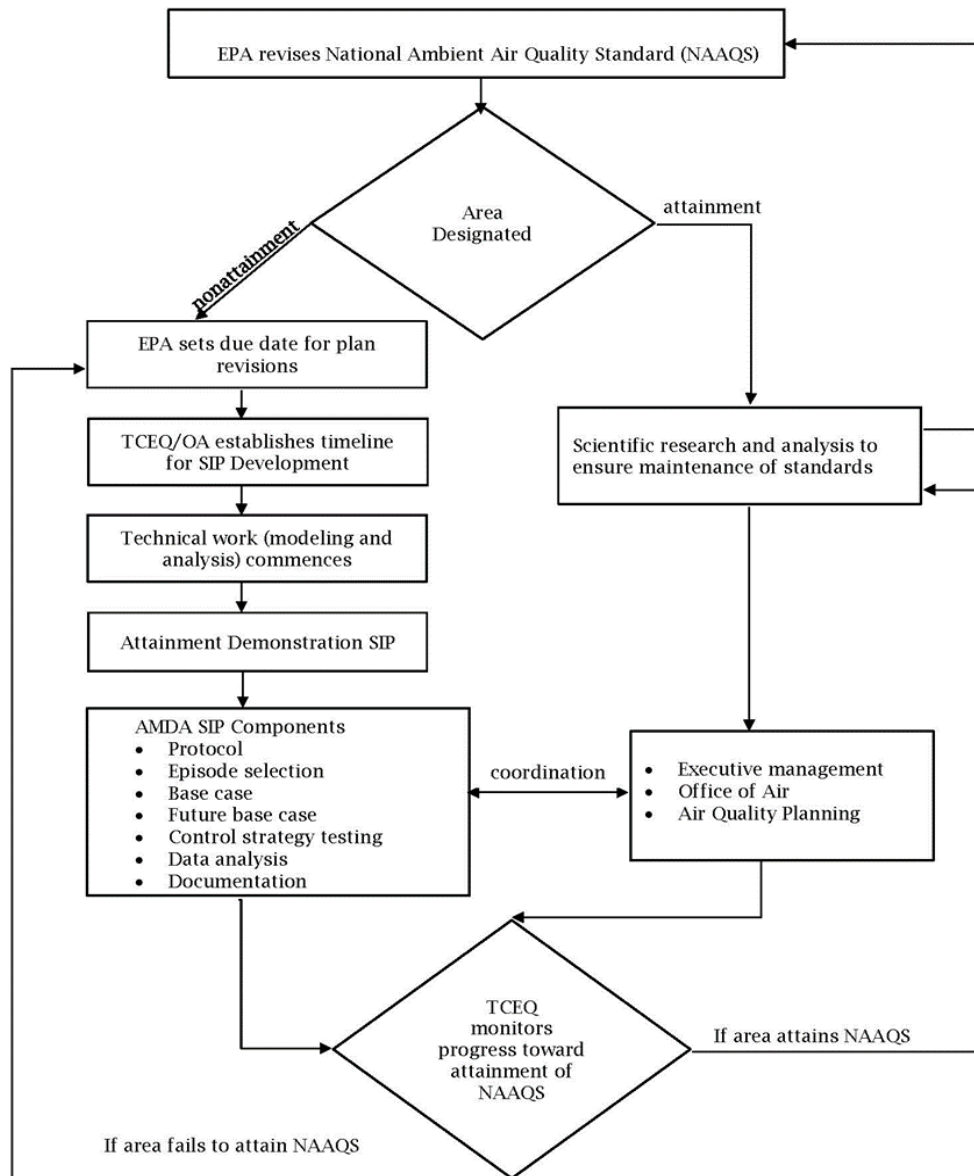 EPA revises National Ambient Air Quality Standard (NAAQS)
Area
Designated
attainment
nonattainment
EPA sets due date for plan
revisions
TCEQ/OA establishes timeline
for SIP Development
Scientific research and analysis to
ensure maintenance of standards
Technical work (modeling and
analysis) commences
Attainment Demonstration SIP
AMDA SIP Components
• Protocol
• Episode selection
• Base case
• Future base case
• Control strategy testing
• Data analysis
• Documentation
coordination
• Executive management
• Office of Air
• Air Quality Planning
TCEQ
monitors
progress toward
attainment of
NAAQS
If area attains NAAQS
If area fails to attain NAAQS